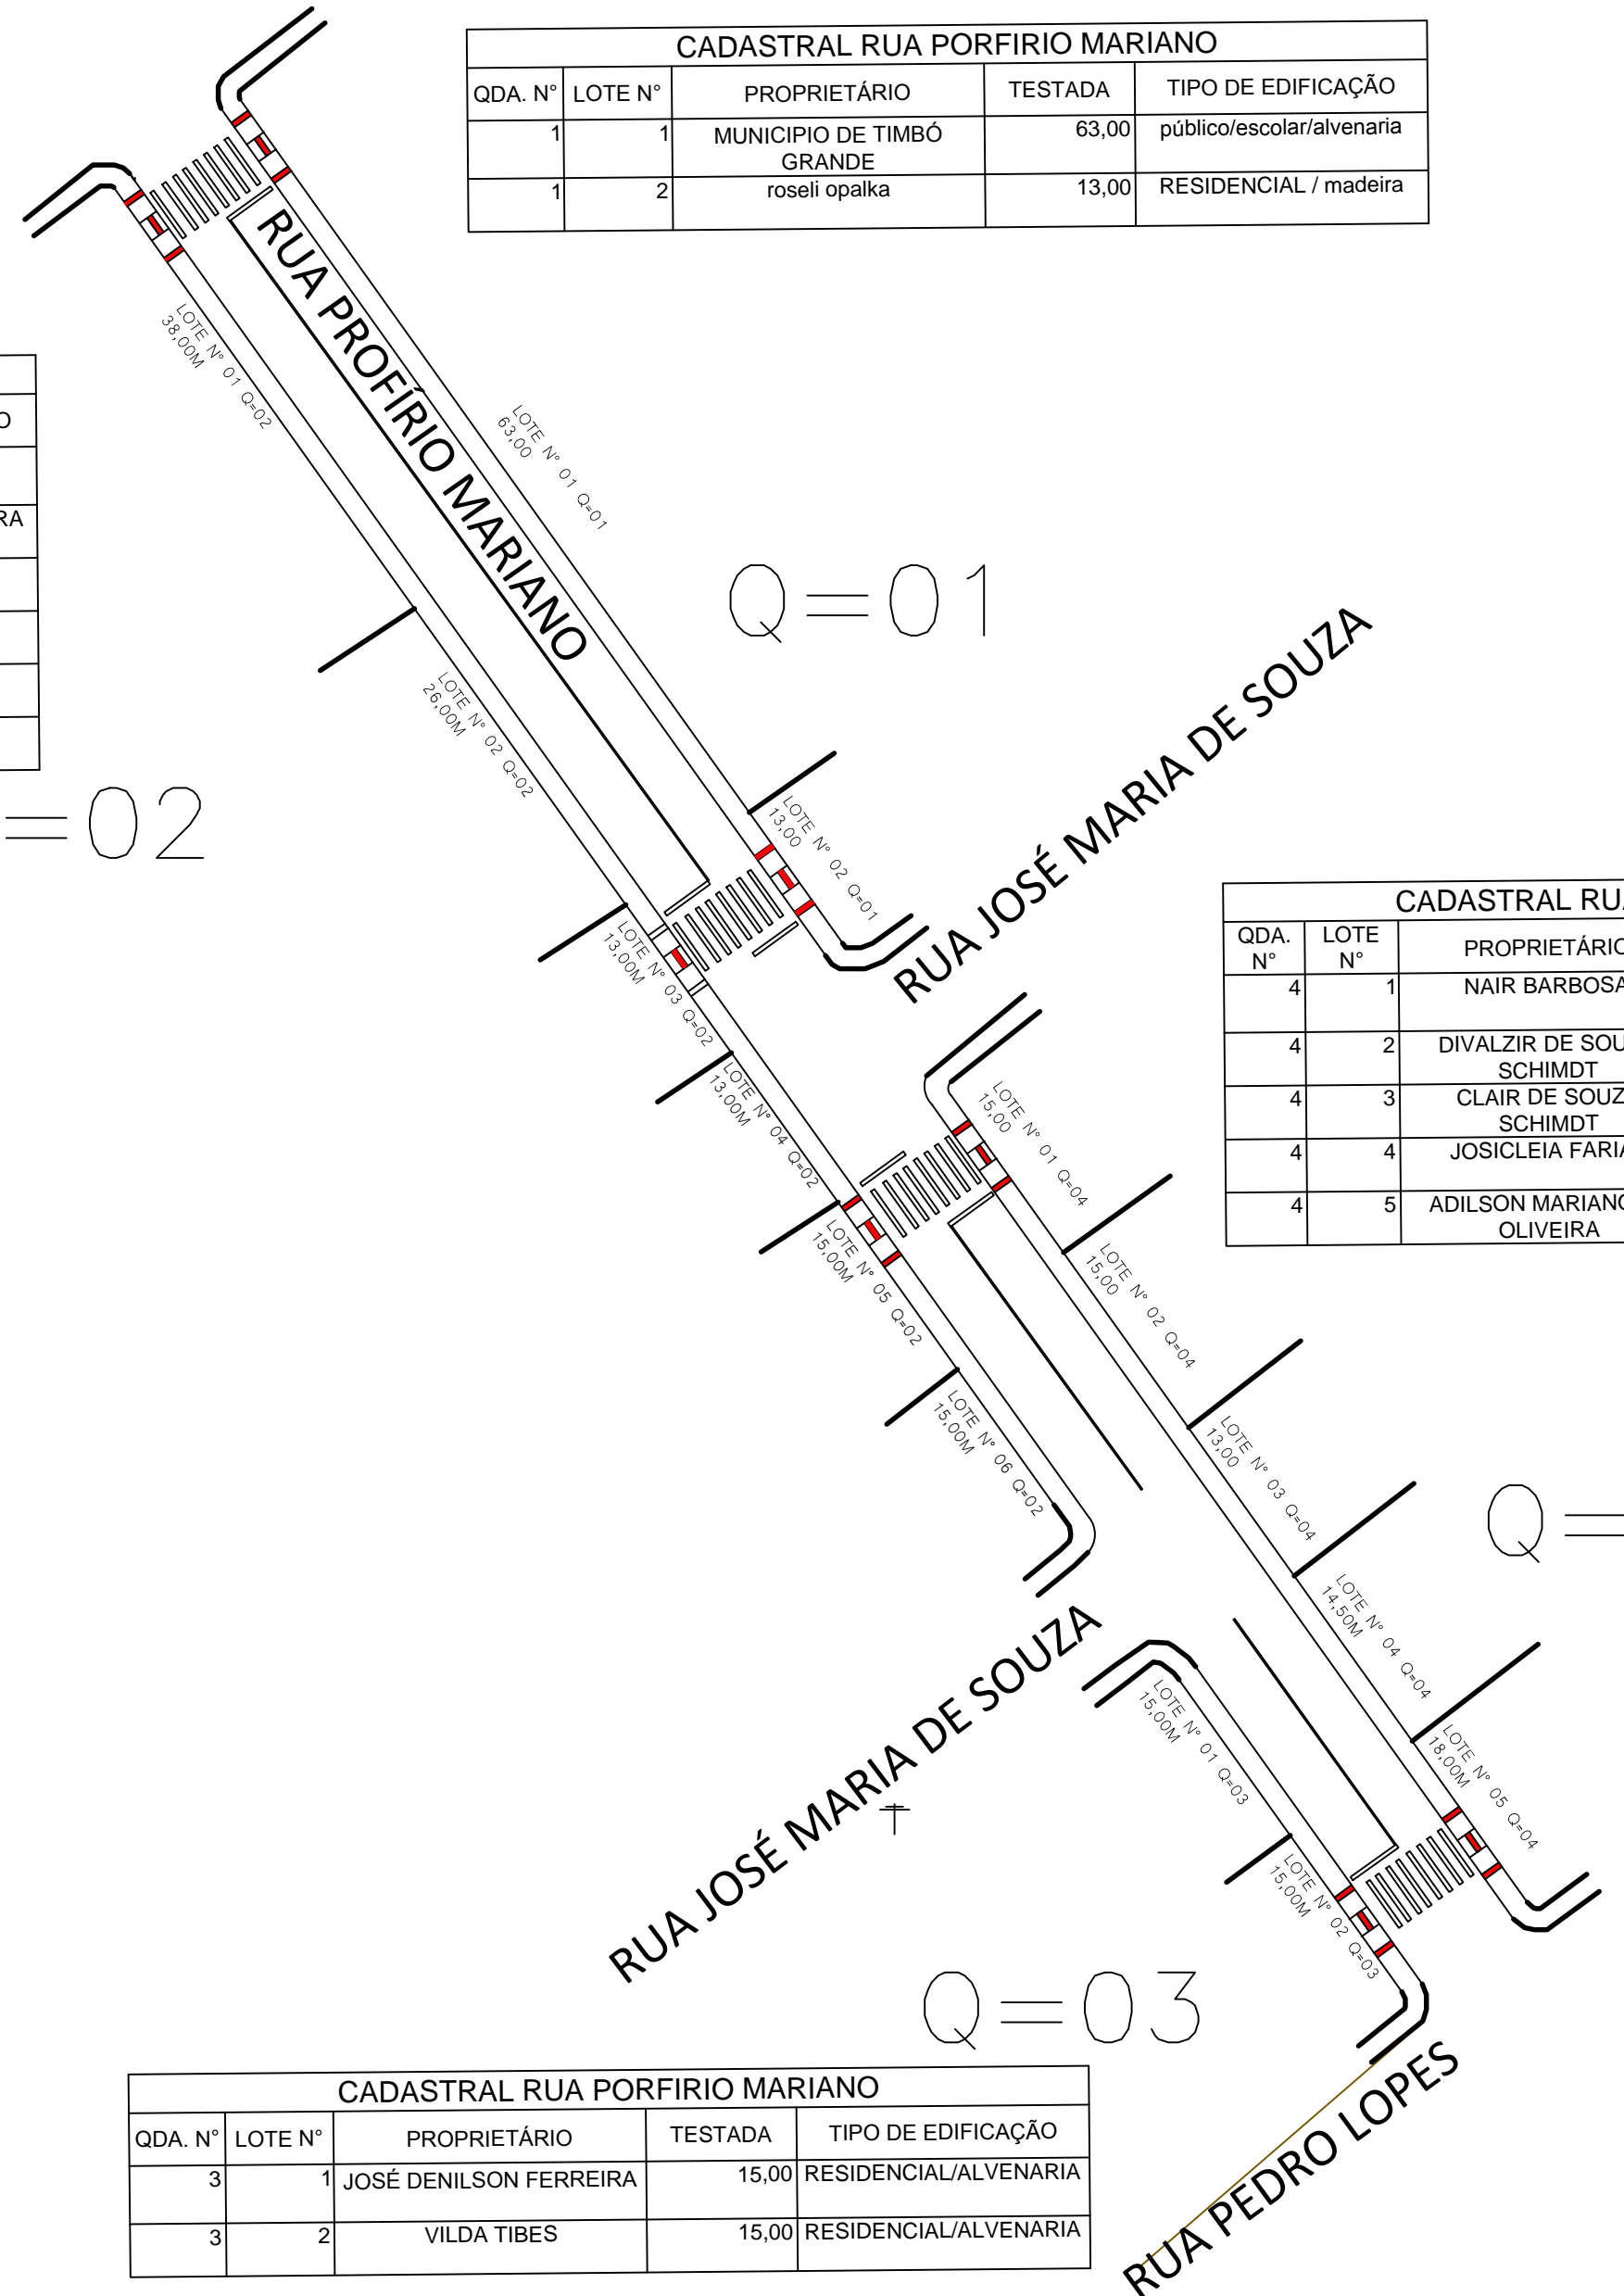 CADASTRAL RUA PORFIRIO MARIANO
QDA. N° LOTE N° PROPRIETÁRIO TESTADA TIPO DE EDIFICAÇÃO
1 1 MUNICIPIO DE TIMBÓ GRANDE 63,00 público/escolar/alvenaria
1 2 roseli opalka 13,00 RESIDENCIAL / madeira
RUA PROFÍRIO MARIANO
LOTE N° 01 Q=02
38,00M
LOTE N° 01 Q=01
63,00
O
RA
Q=01
LOTE N° 02 Q=02
26,00M
=02
LOTE N° 02 Q=01
13,00
RUA JOSÉ MARIA DE SOUZA
LOTE N° 03 Q=02
13,00M
LOTE N° 04 Q=02
13,00M
CADASTRAL RUA
QDA. N° LOTE N° PROPRIETÁRIO
4 1 NAIR BARBOSA
4 2 DIVALZIR DE SOU
SCHIMDT
4 3 CLAIR DE SOUZ
SCHIMDT
4 4 JOSICLEIA FARIA
4 5 ADILSON MARIANO
OLIVEIRA
LOTE N° 01 Q=04
15,00
LOTE N° 05 Q=02
15,00M
LOTE N° 02 Q=04
15,00
LOTE N° 06 Q=02
15,00M
LOTE N° 03 Q=04
13,00
Q=
LOTE N° 04 Q=04
14,50M
RUA JOSÉ MARIA DE SOUZA
LOTE N° 01 Q=03
15,00M
LOTE N° 05 Q=04
18,00M
LOTE N° 02 Q=03
15,00M
Q=03
RUA PEDRO LOPES
CADASTRAL RUA PORFIRIO MARIANO
QDA. N° LOTE N° PROPRIETÁRIO TESTADA TIPO DE EDIFICAÇÃO
3 1 JOSÉ DENILSON FERREIRA 15,00 RESIDENCIAL/ALVENARIA
3 2 VILDA TIBES 15,00 RESIDENCIAL/ALVENARIA